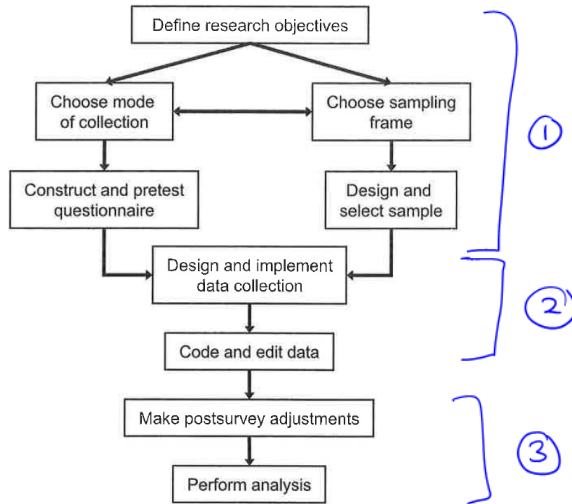 Define research objectives
Choose mode
of collection
Choose sampling
frame
1
Construct and pretest
questionnaire
Design and
select sample
Design and implement
data collection
2
Code and edit data
Make postsurvey adjustments
3
Perform analysis